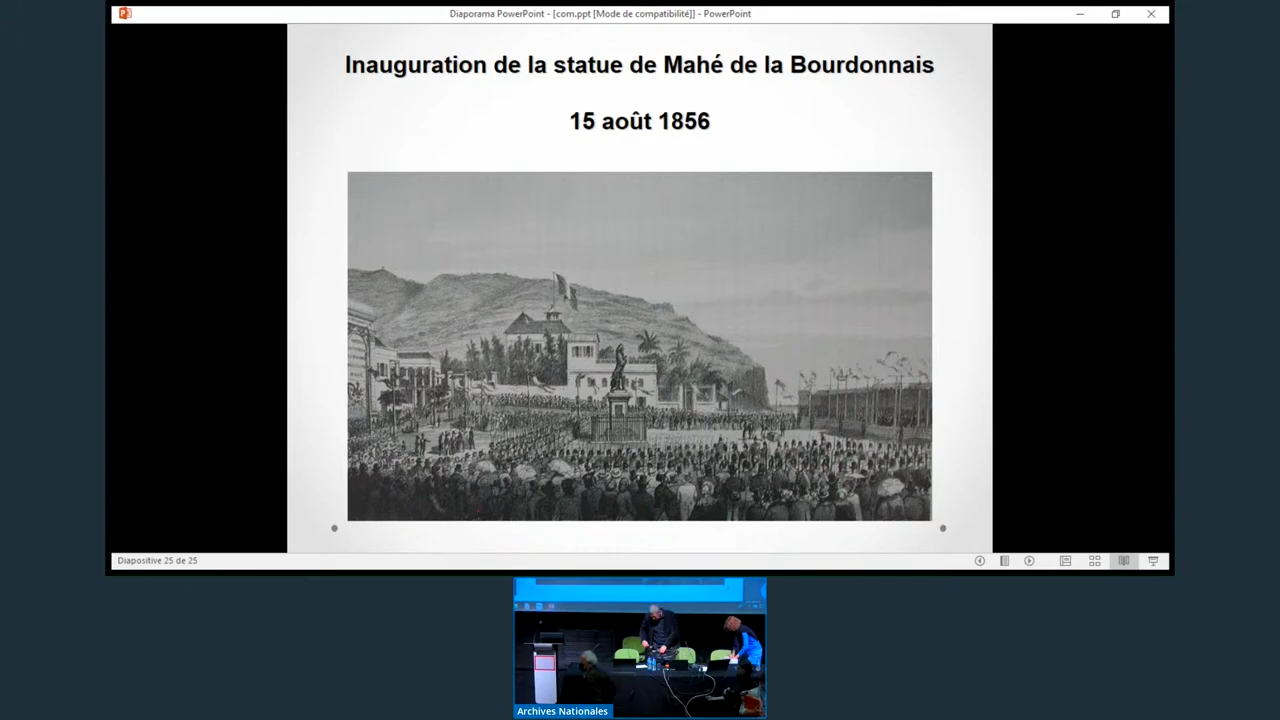 Diaporama PowerPoint - [com.ppt [Mode de compatibilité]] - PowerPoint
Inauguration de la statue de Mahé de la Bourdonnais
15 août 1856
Diapositive 25 de 25
Archives Nationales